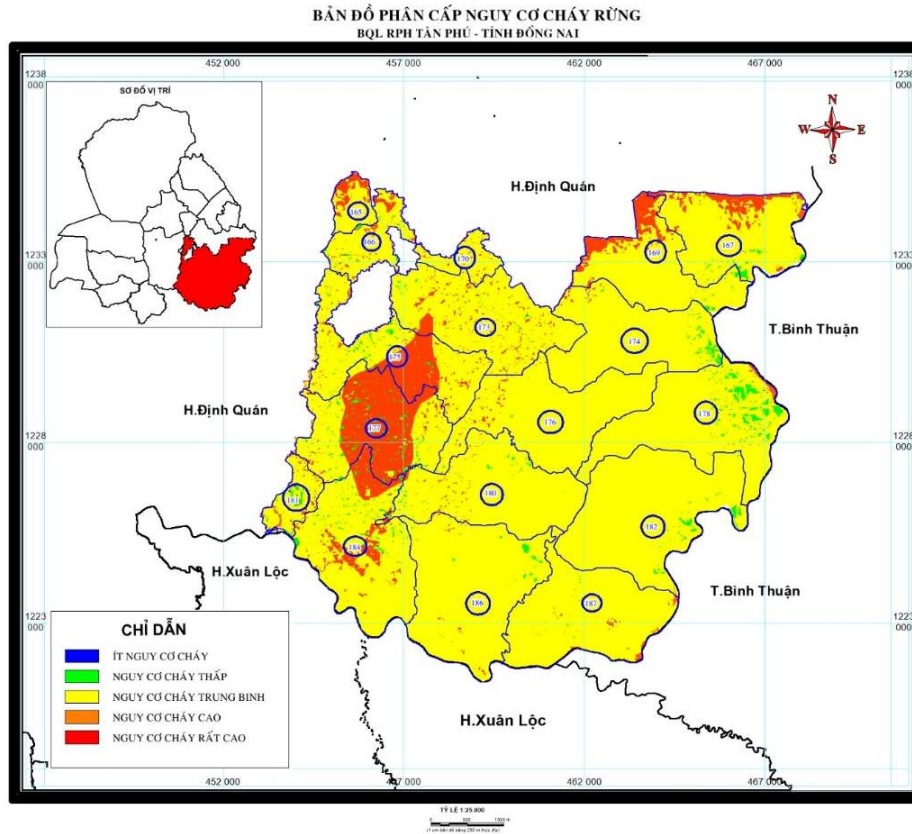 BẢN ĐỒ PHÂN CẤP NGUY CƠ CHÁY RỪNG
BQL RPH TÂN PHÚ - TỈNH ĐỒNG NAI
452 000 457 000 462 000 467 000
1238 000
1238 000
SƠ ĐỒ VỊ TRÍ
N
W E
S
H.Định Quán
165
166
170
169
167
1233 000
1233 000
173
174
T.Bình Thuận
175
H.Định Quán
178
176
177
1228 000
1228 000
181
180
182
184
H.Xuân Lộc
T.Bình Thuận
186
187
1223 000
1223 000
CHỈ DẪN
ÍT NGUY CƠ CHÁY
NGUY CƠ CHÁY THẤP
NGUY CƠ CHÁY TRUNG BINH
NGUY CƠ CHÁY CAO
NGUY CƠ CHÁY RẤT CAO
H.Xuân Lộc
452 000 457 000 462 000 467 000
TỶ LỆ 1:25.000